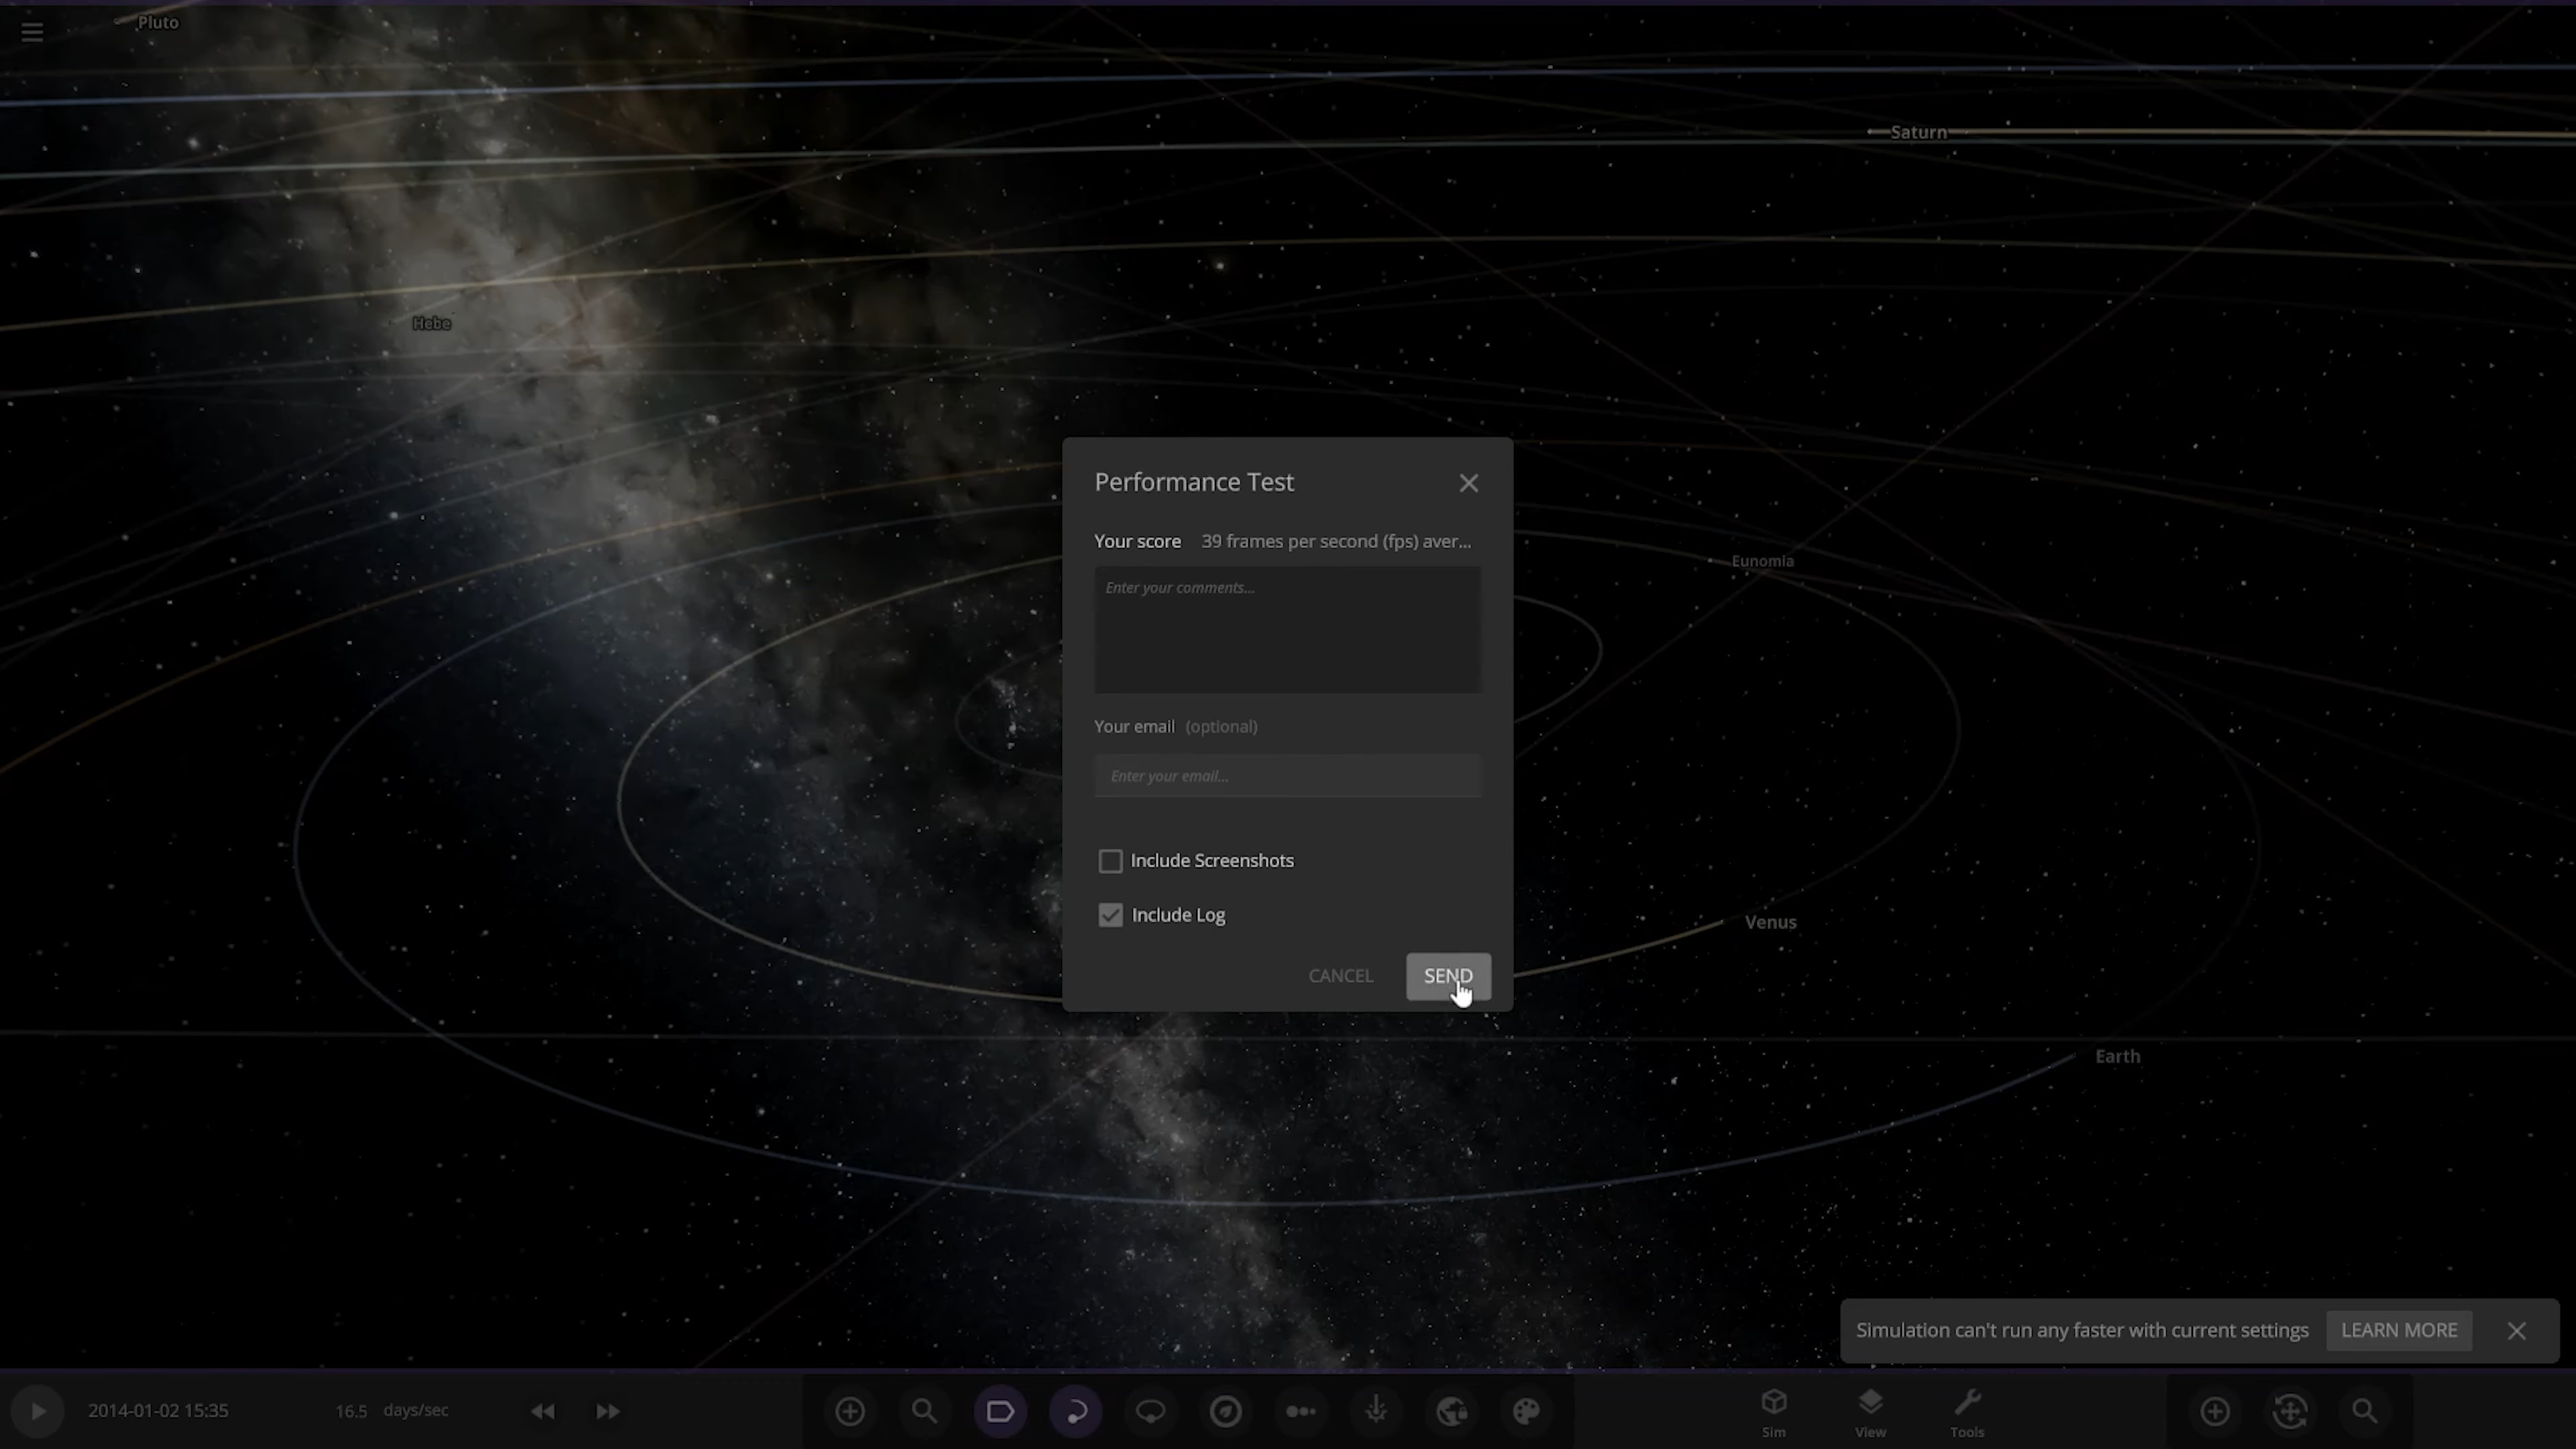 Pluto
Saturn
Hebe
Performance Test
Your score 39 frames per second (fps) aver...
Enter your comments...
Eunomia
Your email (optional)
Enter your email...
Include Screenshots
Include Log
Venus
CANCEL SEND
Earth
Simulation can't run any faster with current settings LEARN MORE
2014-01-02 15:35 16.5 days/sec
Sim View Tools